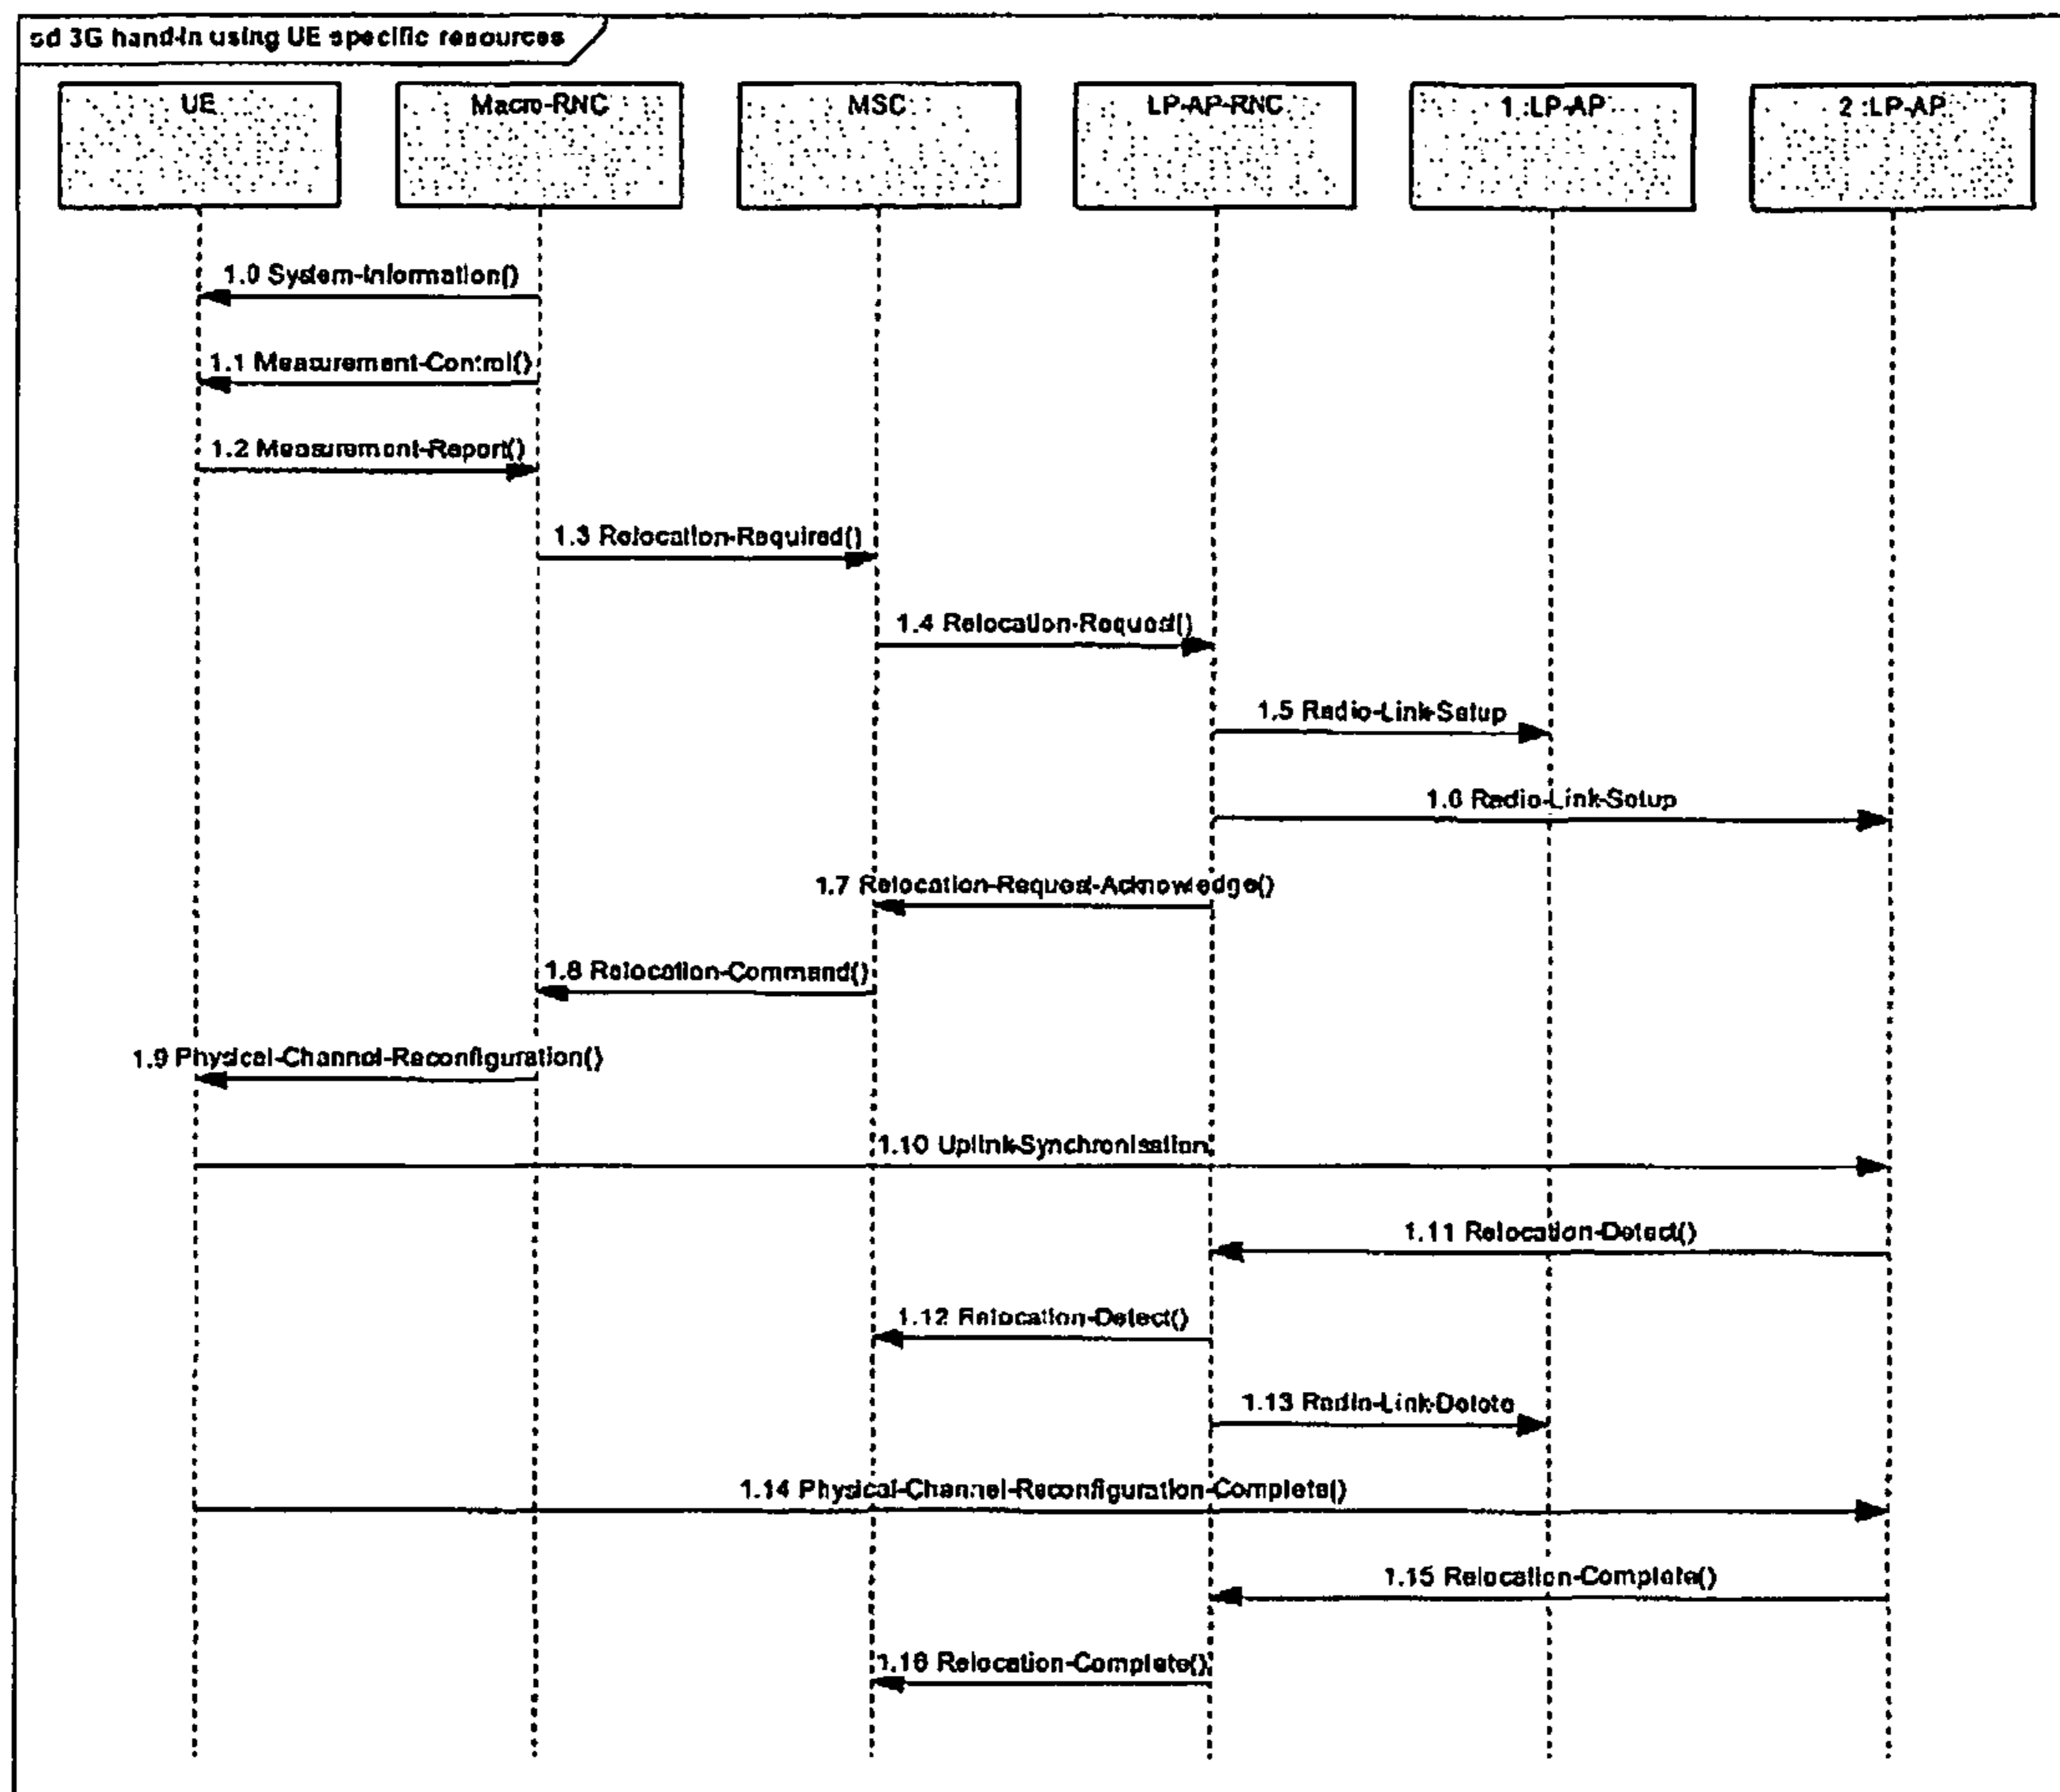 sd 3G hand-in using UE specific resources
UE
Macro-RNC
MSC
LP-AP-RNC
1 :LP-AP
2 :LP-AP
1.0 System-Information()
1.1 Measurement-Control()
1.2 Measurement-Report()
1.3 Relocation-Required()
1.4 Relocation-Request()
1.5 Radio-Link-Setup
1.6 Radio-Link-Setup
1.7 Relocation-Request-Acknowledge()
1.8 Relocation-Command()
1.9 Physical-Channel-Reconfiguration()
1.10 Uplink-Synchronisation
1.11 Relocation-Detect()
1.12 Relocation-Detect()
1.13 Radio-Link-Delete
1.14 Physical-Channel-Reconfiguration-Complete()
1.15 Relocation-Complete()
1.16 Relocation-Complete()